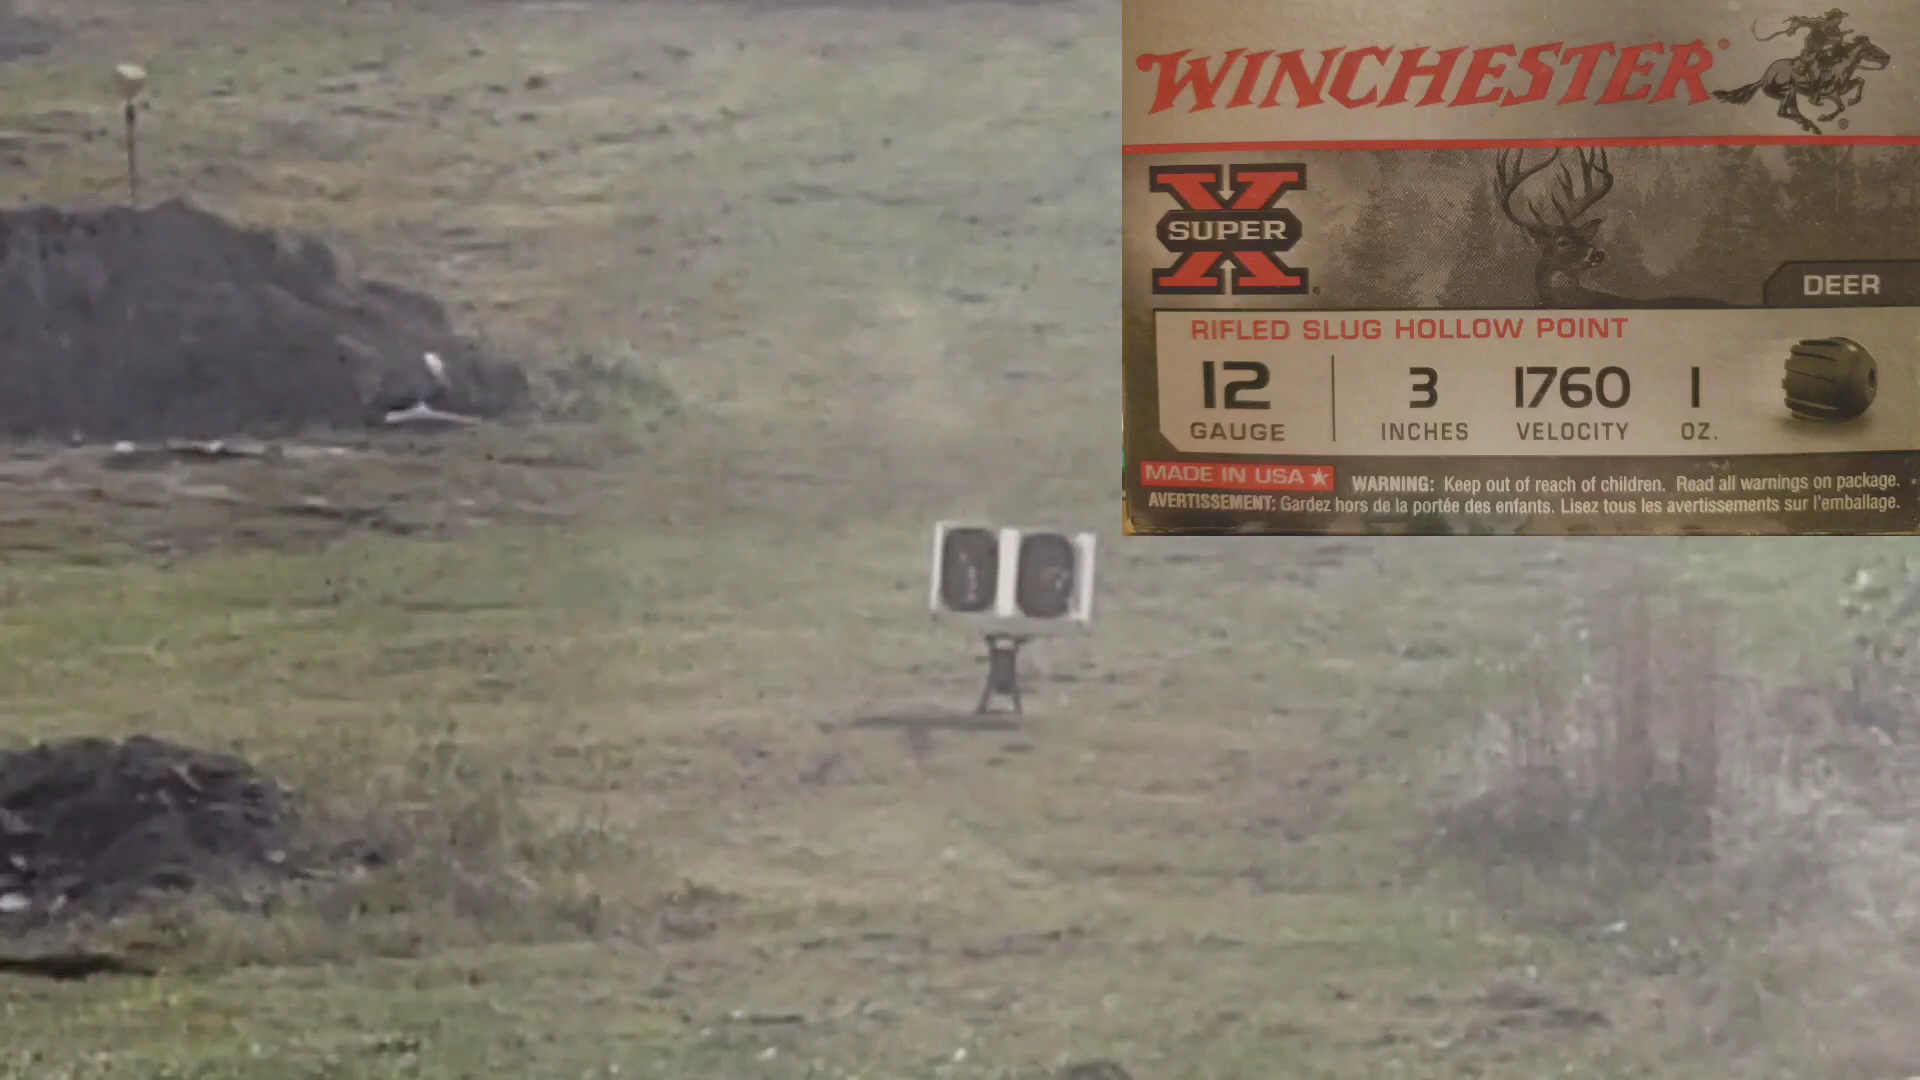 WINCHESTER®
®
X
SUPER
DEER
RIFLED SLUG HOLLOW POINT
12 3 1760 1
GAUGE INCHES VELOCITY OZ.
MADE IN USA ★ WARNING: Keep out of reach of children. Read all warnings on package.
AVERTISSEMENT: Gardez hors de la portée des enfants. Lisez tous les avertissements sur l'emballage.